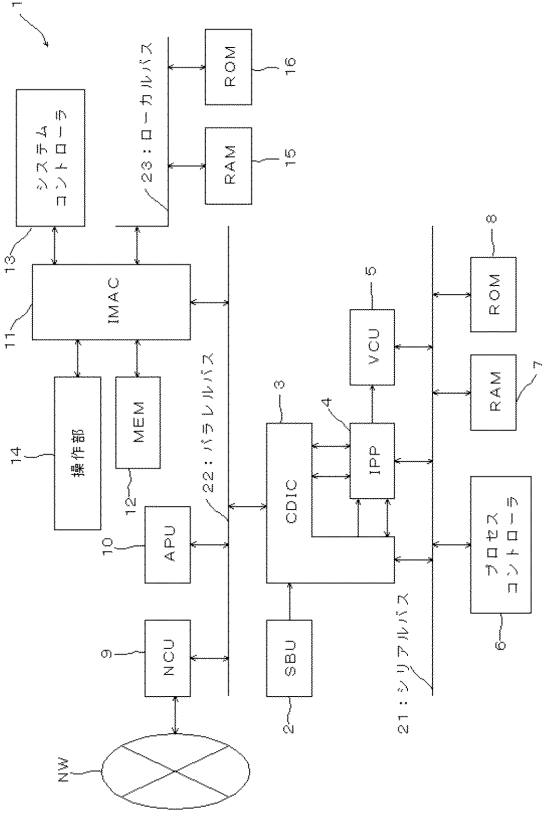 1
システム
コントローラ
13
11
IMAC
23：ローカルバス
ROM
16
RAM
15
14
操作部
MEM
12
22：パラレルバス
10
APU
9
NCU
NW
CDIC
3
SBU
2
4
IPP
5
VCU
21：シリアルバス
ROM
8
RAM
7
プロセス
コントローラ
6